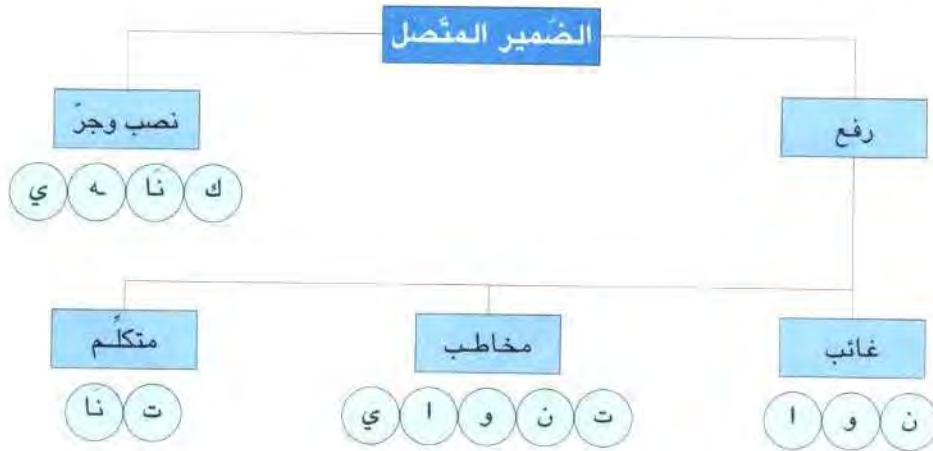 الضّمير المتّصل
رفع
نصب وجرّ
ك نَا ـه ي
غائب
مخاطب
متكلِّم
ن و ا
ت ن و ا ي
ت نَا